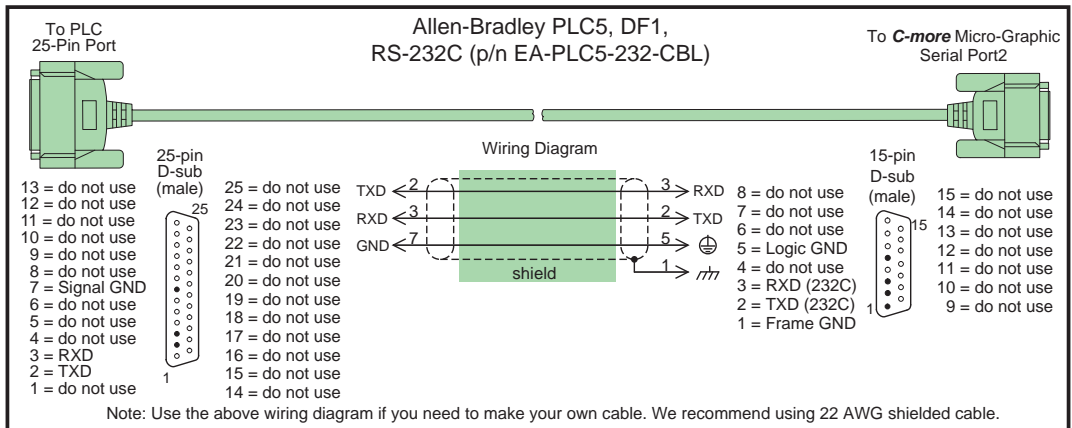 To PLC
25-Pin Port
Allen-Bradley PLC5, DF1,
RS-232C (p/n EA-PLC5-232-CBL)
To C-more Micro-Graphic
Serial Port2
Wiring Diagram
25-pin
D-sub
(male)
13 = do not use
12 = do not use
11 = do not use
10 = do not use
9 = do not use
8 = do not use
7 = Signal GND
6 = do not use
5 = do not use
4 = do not use
3 = RXD
2 = TXD
1 = do not use
25
1
25 = do not use
24 = do not use
23 = do not use
22 = do not use
21 = do not use
20 = do not use
19 = do not use
18 = do not use
17 = do not use
16 = do not use
15 = do not use
14 = do not use
TXD 2 3 RXD
RXD 3 2 TXD
GND 7 5
1
shield
8 = do not use
7 = do not use
6 = do not use
5 = Logic GND
4 = do not use
3 = RXD (232C)
2 = TXD (232C)
1 = Frame GND
15-pin
D-sub
(male)
15
1
15 = do not use
14 = do not use
13 = do not use
12 = do not use
11 = do not use
10 = do not use
9 = do not use
Note: Use the above wiring diagram if you need to make your own cable. We recommend using 22 AWG shielded cable.